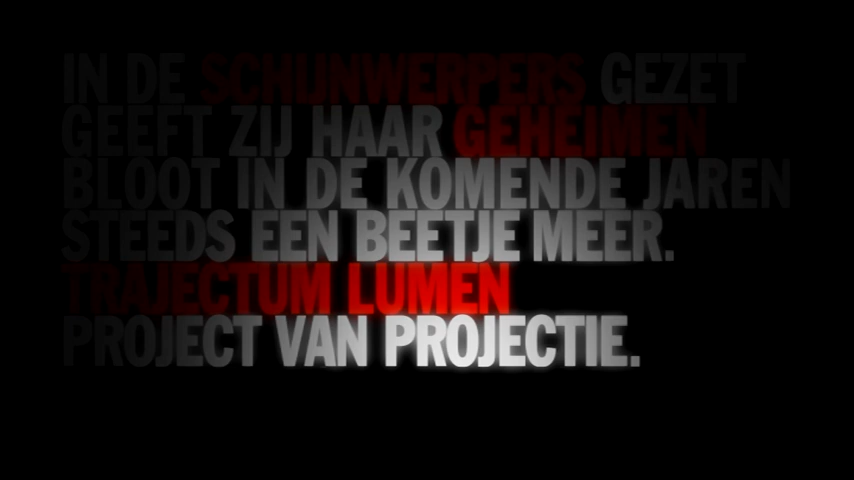 IN DE SCHIJNWERPERS GEZET
GEEFT ZIJ HAAR GEHEIMEN
BLOOT IN DE KOMENDE JAREN
STEEDS EEN BEETJE MEER.
TRAJECTUM LUMEN
PROJECT VAN PROJECTIE.